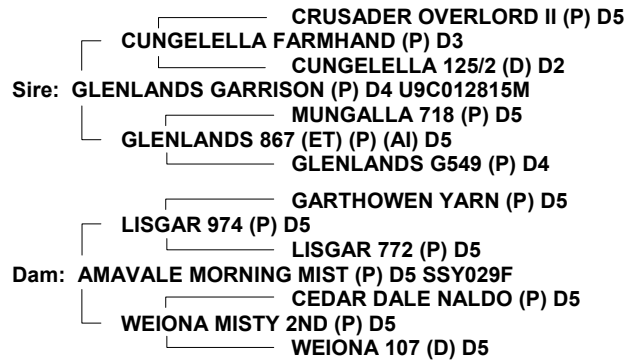 CRUSADER OVERLORD II (P) D5
CUNGELELLA FARMHAND (P) D3
CUNGELELLA 125/2 (D) D2
Sire: GLENLANDS GARRISON (P) D4 U9C012815M
MUNGALLA 718 (P) D5
GLENLANDS 867 (ET) (P) (AI) D5
GLENLANDS G549 (P) D4
GARTHOWEN YARN (P) D5
LISGAR 974 (P) D5
LISGAR 772 (P) D5
Dam: AMAVALE MORNING MIST (P) D5 SSY029F
CEDAR DALE NALDO (P) D5
WEIONA MISTY 2ND (P) D5
WEIONA 107 (D) D5